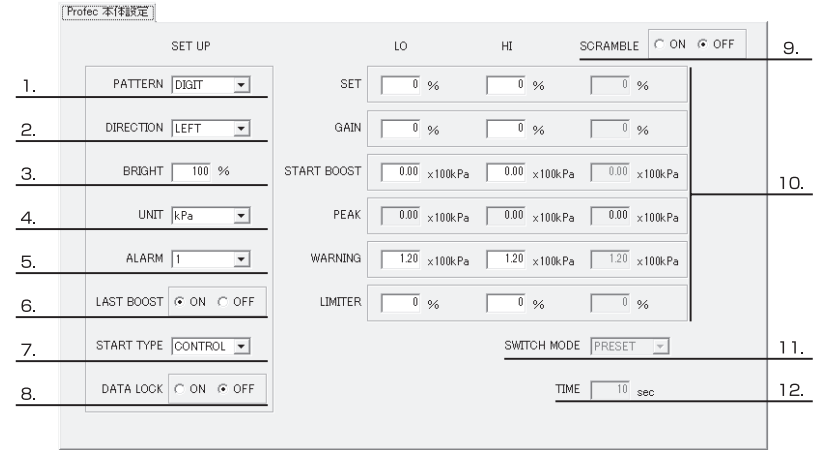 Profec 本体設定
SET UP LO HI SCRAMBLE ON OFF 9.
1. PATTERN DIGIT SET 0 % 0 % 0 %
2. DIRECTION LEFT GAIN 0 % 0 % 0 %
3. BRIGHT 100 % START BOOST 0.00 x100kPa 0.00 x100kPa 0.00 x100kPa 10.
4. UNIT kPa PEAK 0.00 x100kPa 0.00 x100kPa 0.00 x100kPa
5. ALARM 1 WARNING 1.20 x100kPa 1.20 x100kPa 1.20 x100kPa
6. LAST BOOST ON OFF LIMITER 0 % 0 % 0 %
7. START TYPE CONTROL SWITCH MODE PRESET 11.
8. DATA LOCK ON OFF TIME 10 sec 12.